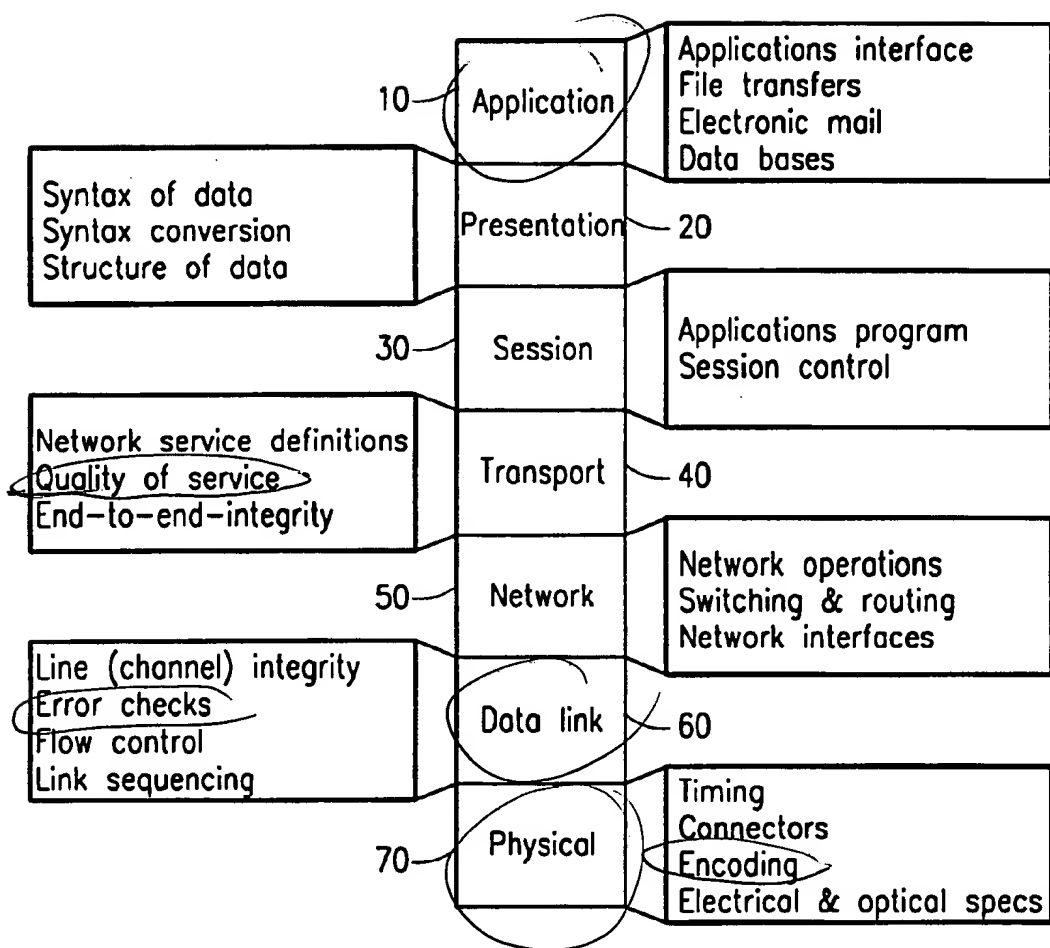 10
Application
Applications interface
File transfers
Electronic mail
Data bases
Syntax of data
Syntax conversion
Structure of data
Presentation
20
30
Session
Applications program
Session control
Network service definitions
Quality of service
End-to-end-integrity
Transport
40
50
Network
Network operations
Switching & routing
Network interfaces
Line (channel) integrity
Error checks
Flow control
Link sequencing
Data link
60
70
Physical
Timing
Connectors
Encoding
Electrical & optical specs